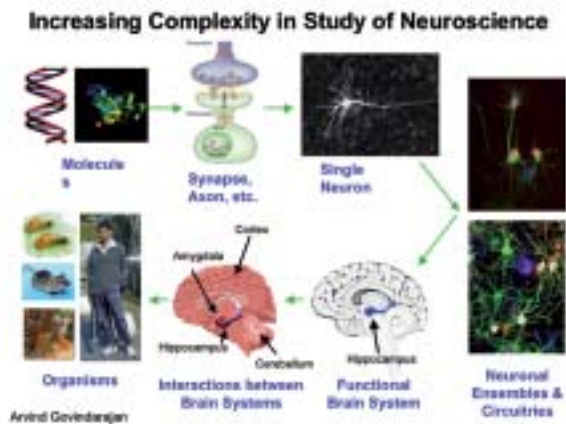 Increasing Complexity in Study of Neuroscience
Molecule
s
Synapse,
Axon, etc.
Single
Neuron
Cortex
Amygdala
Hippocampus
Cerebellum
Hippocampus
Organisms
Interactions between
Brain Systems
Functional
Brain System
Neuronal
Ensembles &
Circuitries
Arvind Govindarajan